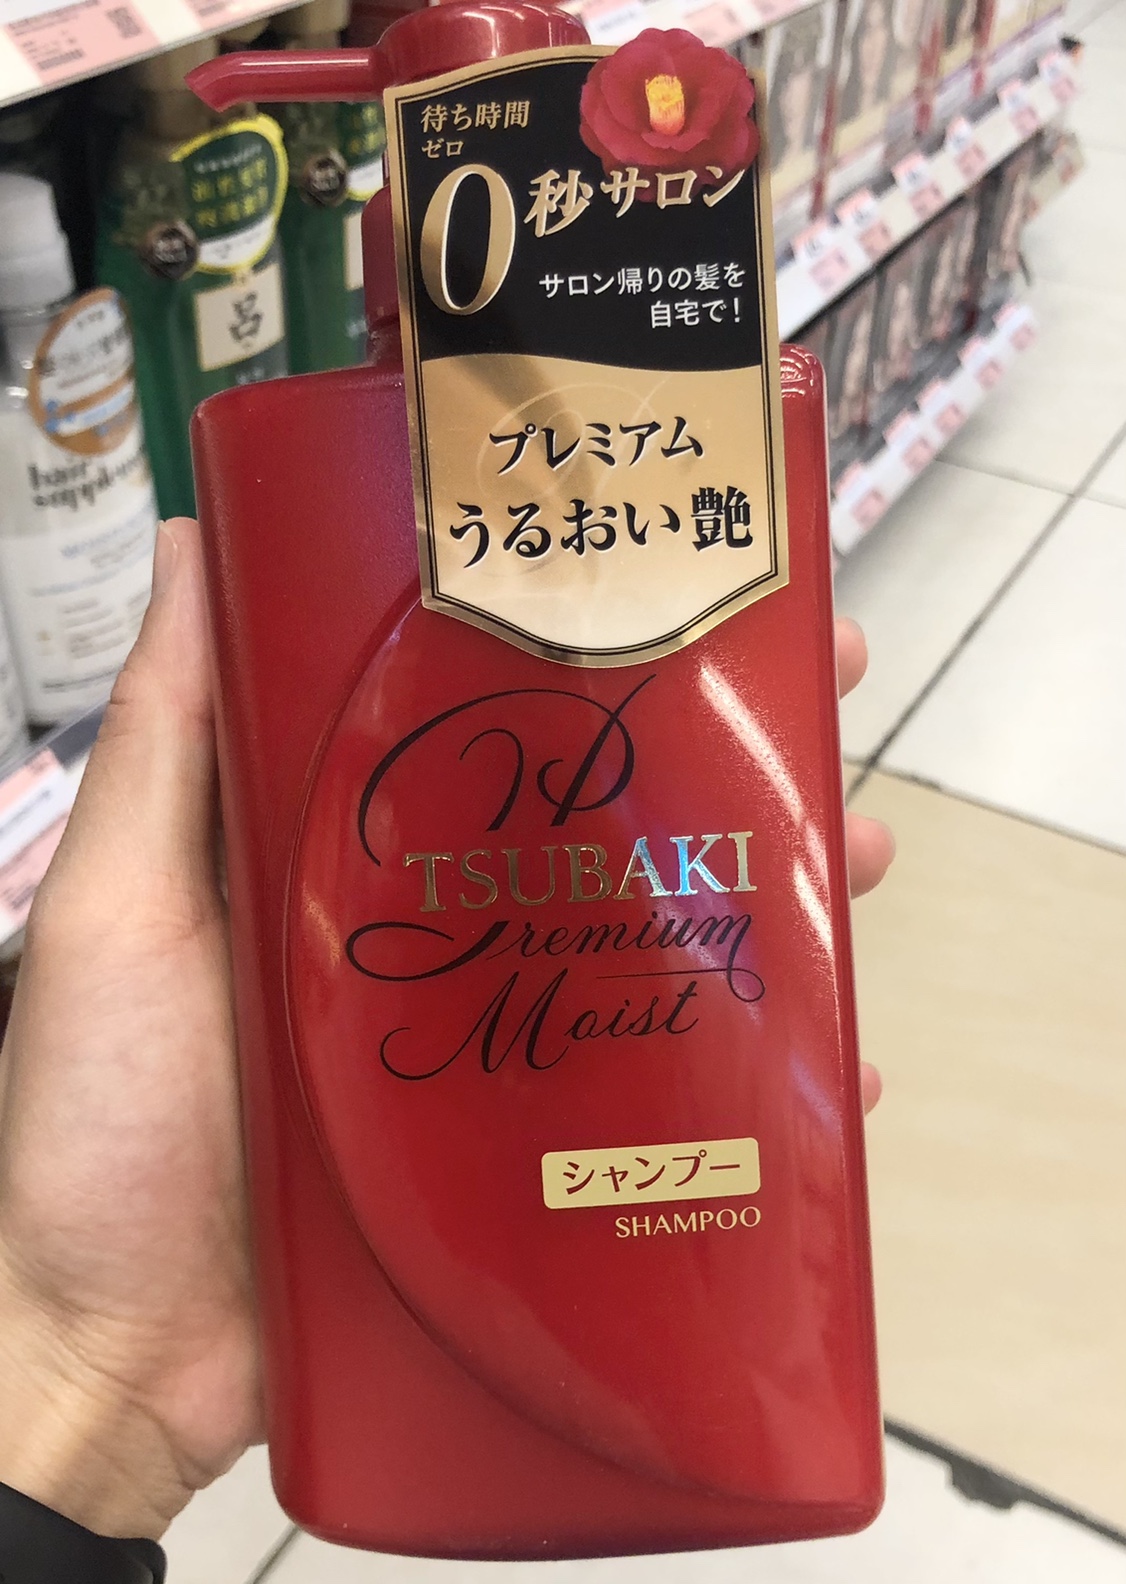 待ち時間
ゼロ
0秒サロン
サロン帰りの髪を
自宅で!
プレミアム
うるおい艶
TSUBAKI
Premium
Moist
シャンプー
SHAMPOO
呂
hair